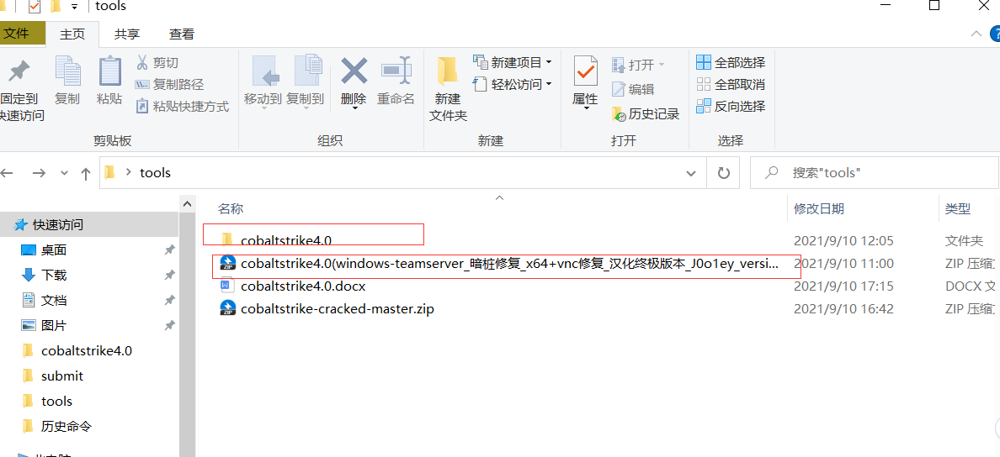 tools
文件 主页 共享 查看
固定到快速访问
复制
粘贴
剪切
复制路径
粘贴快捷方式
移动到 复制到
删除 重命名
新建文件夹
新建项目
轻松访问
属性
打开
编辑
历史记录
全部选择
全部取消
反向选择
剪贴板 组织 新建 打开 选择
tools 搜索"tools"
名称 修改日期 类型
快速访问
桌面
下载
文档
图片
cobaltstrike4.0
submit
tools
历史命令
cobaltstrike4.0 2021/9/10 12:05 文件夹
cobaltstrike4.0(windows-teamserver_暗桩修复_x64+vnc修复_汉化终极版本_J0o1ey_versi... 2021/9/10 11:00 ZIP 压缩
cobaltstrike4.0.docx 2021/9/10 17:15 DOCX 文
cobaltstrike-cracked-master.zip 2021/9/10 16:42 ZIP 压缩